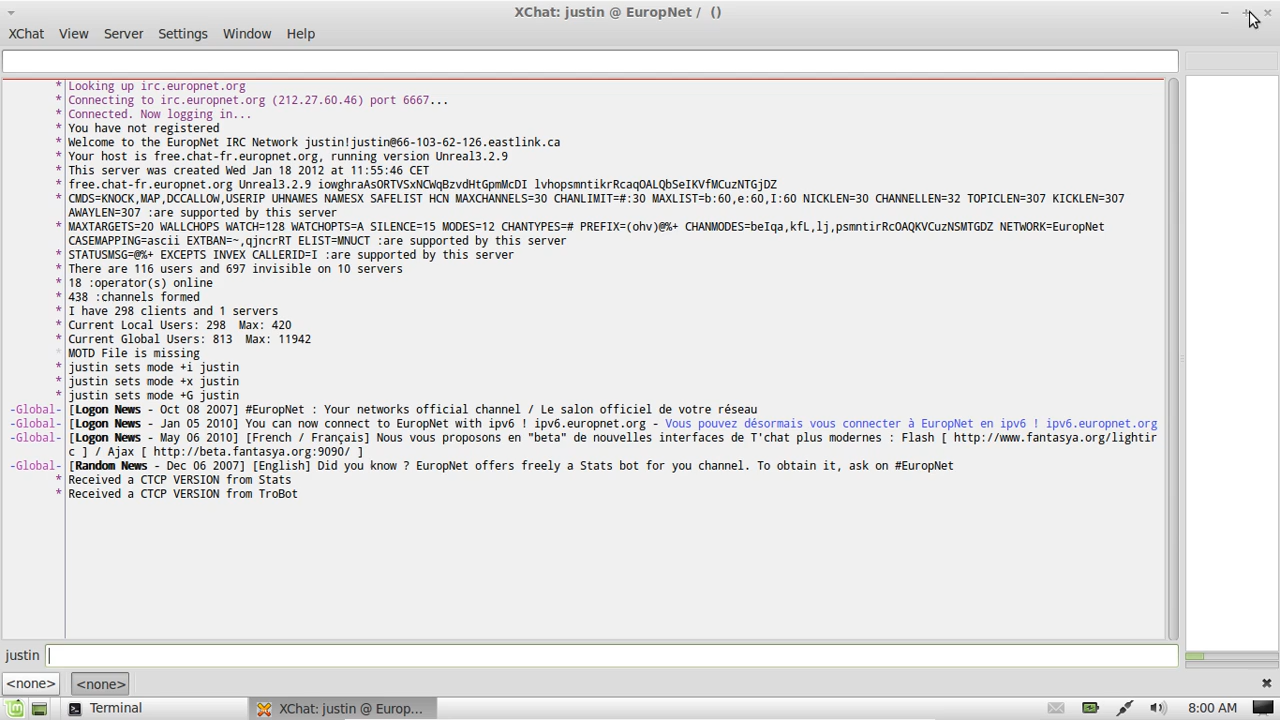 XChat: justin @ EuropNet /  ()
XChat View Server Settings Window Help
* Looking up irc.europnet.org
* Connecting to irc.europnet.org (212.27.60.46) port 6667...
* Connected. Now logging in...
* You have not registered
* Welcome to the EuropNet IRC Network justin!justin@66-103-62-126.eastlink.ca
* Your host is free.chat-fr.europnet.org, running version Unreal3.2.9
* This server was created Wed Jan 18 2012 at 11:55:46 CET
* free.chat-fr.europnet.org Unreal3.2.9 iowghraAsORTVSxNCWqBzvdHtGpmMcDI lvhopsmntikrRcaqOALQbSeIKVfMCuzNTGjDZ
* CMDS=KNOCK,MAP,DCCALLOW,USERIP UHNAMES NAMESX SAFELIST HCN MAXCHANNELS=30 CHANLIMIT=#:30 MAXLIST=b:60,e:60,I:60 NICKLEN=30 CHANNELLEN=32 TOPICLEN=307 KICKLEN=307
AWAYLEN=307 :are supported by this server
* MAXTARGETS=20 WALLCHOPS WATCH=128 WATCHOPTS=A SILENCE=15 MODES=12 CHANTYPES=# PREFIX=(ohv)@%+ CHANMODES=beIqa,kfL,lj,psmntirRcOAQKVCuzNSMTGDZ NETWORK=EuropNet
CASEMAPPING=ascii EXTBAN=~,qjncrRT ELIST=MNUCT :are supported by this server
* STATUSMSG=@%+ EXCEPTS INVEX CALLERID=I :are supported by this server
* There are 116 users and 697 invisible on 10 servers
* 18 :operator(s) online
* 438 :channels formed
* I have 298 clients and 1 servers
* Current Local Users: 298  Max: 420
* Current Global Users: 813  Max: 11942
* MOTD File is missing
* justin sets mode +i justin
* justin sets mode +x justin
* justin sets mode +G justin
-Global- [Logon News - Oct 08 2007] #EuropNet : Your networks official channel / Le salon officiel de votre réseau
-Global- [Logon News - Jan 05 2010] You can now connect to EuropNet with ipv6 ! ipv6.europnet.org - Vous pouvez désormais vous connecter à EuropNet en ipv6 ! ipv6.europnet.org
-Global- [Logon News - May 06 2010] [French / Français] Nous vous proposons en "beta" de nouvelles interfaces de T'chat plus modernes : Flash [ http://www.fantasya.org/lightir
c ] / Ajax [ http://beta.fantasya.org:9090/ ]
-Global- [Random News - Dec 06 2007] [English] Did you know ? EuropNet offers freely a Stats bot for you channel. To obtain it, ask on #EuropNet
* Received a CTCP VERSION from Stats
* Received a CTCP VERSION from TroBot
justin
<none> <none>
Terminal XChat: justin @ Europ... 8:00 AM